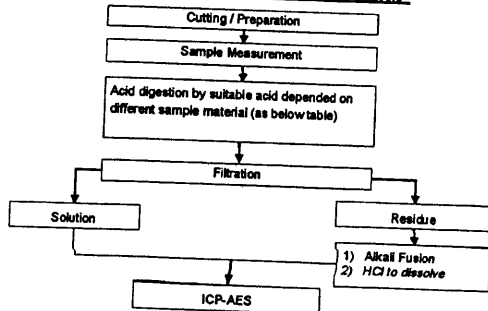 Cutting / Preparation
Sample Measurement
Acid digestion by suitable acid depended on
different sample material (as below table)
Filtration
Solution
Residue
1) Alkali Fusion
2) HCl to dissolve
ICP-AES